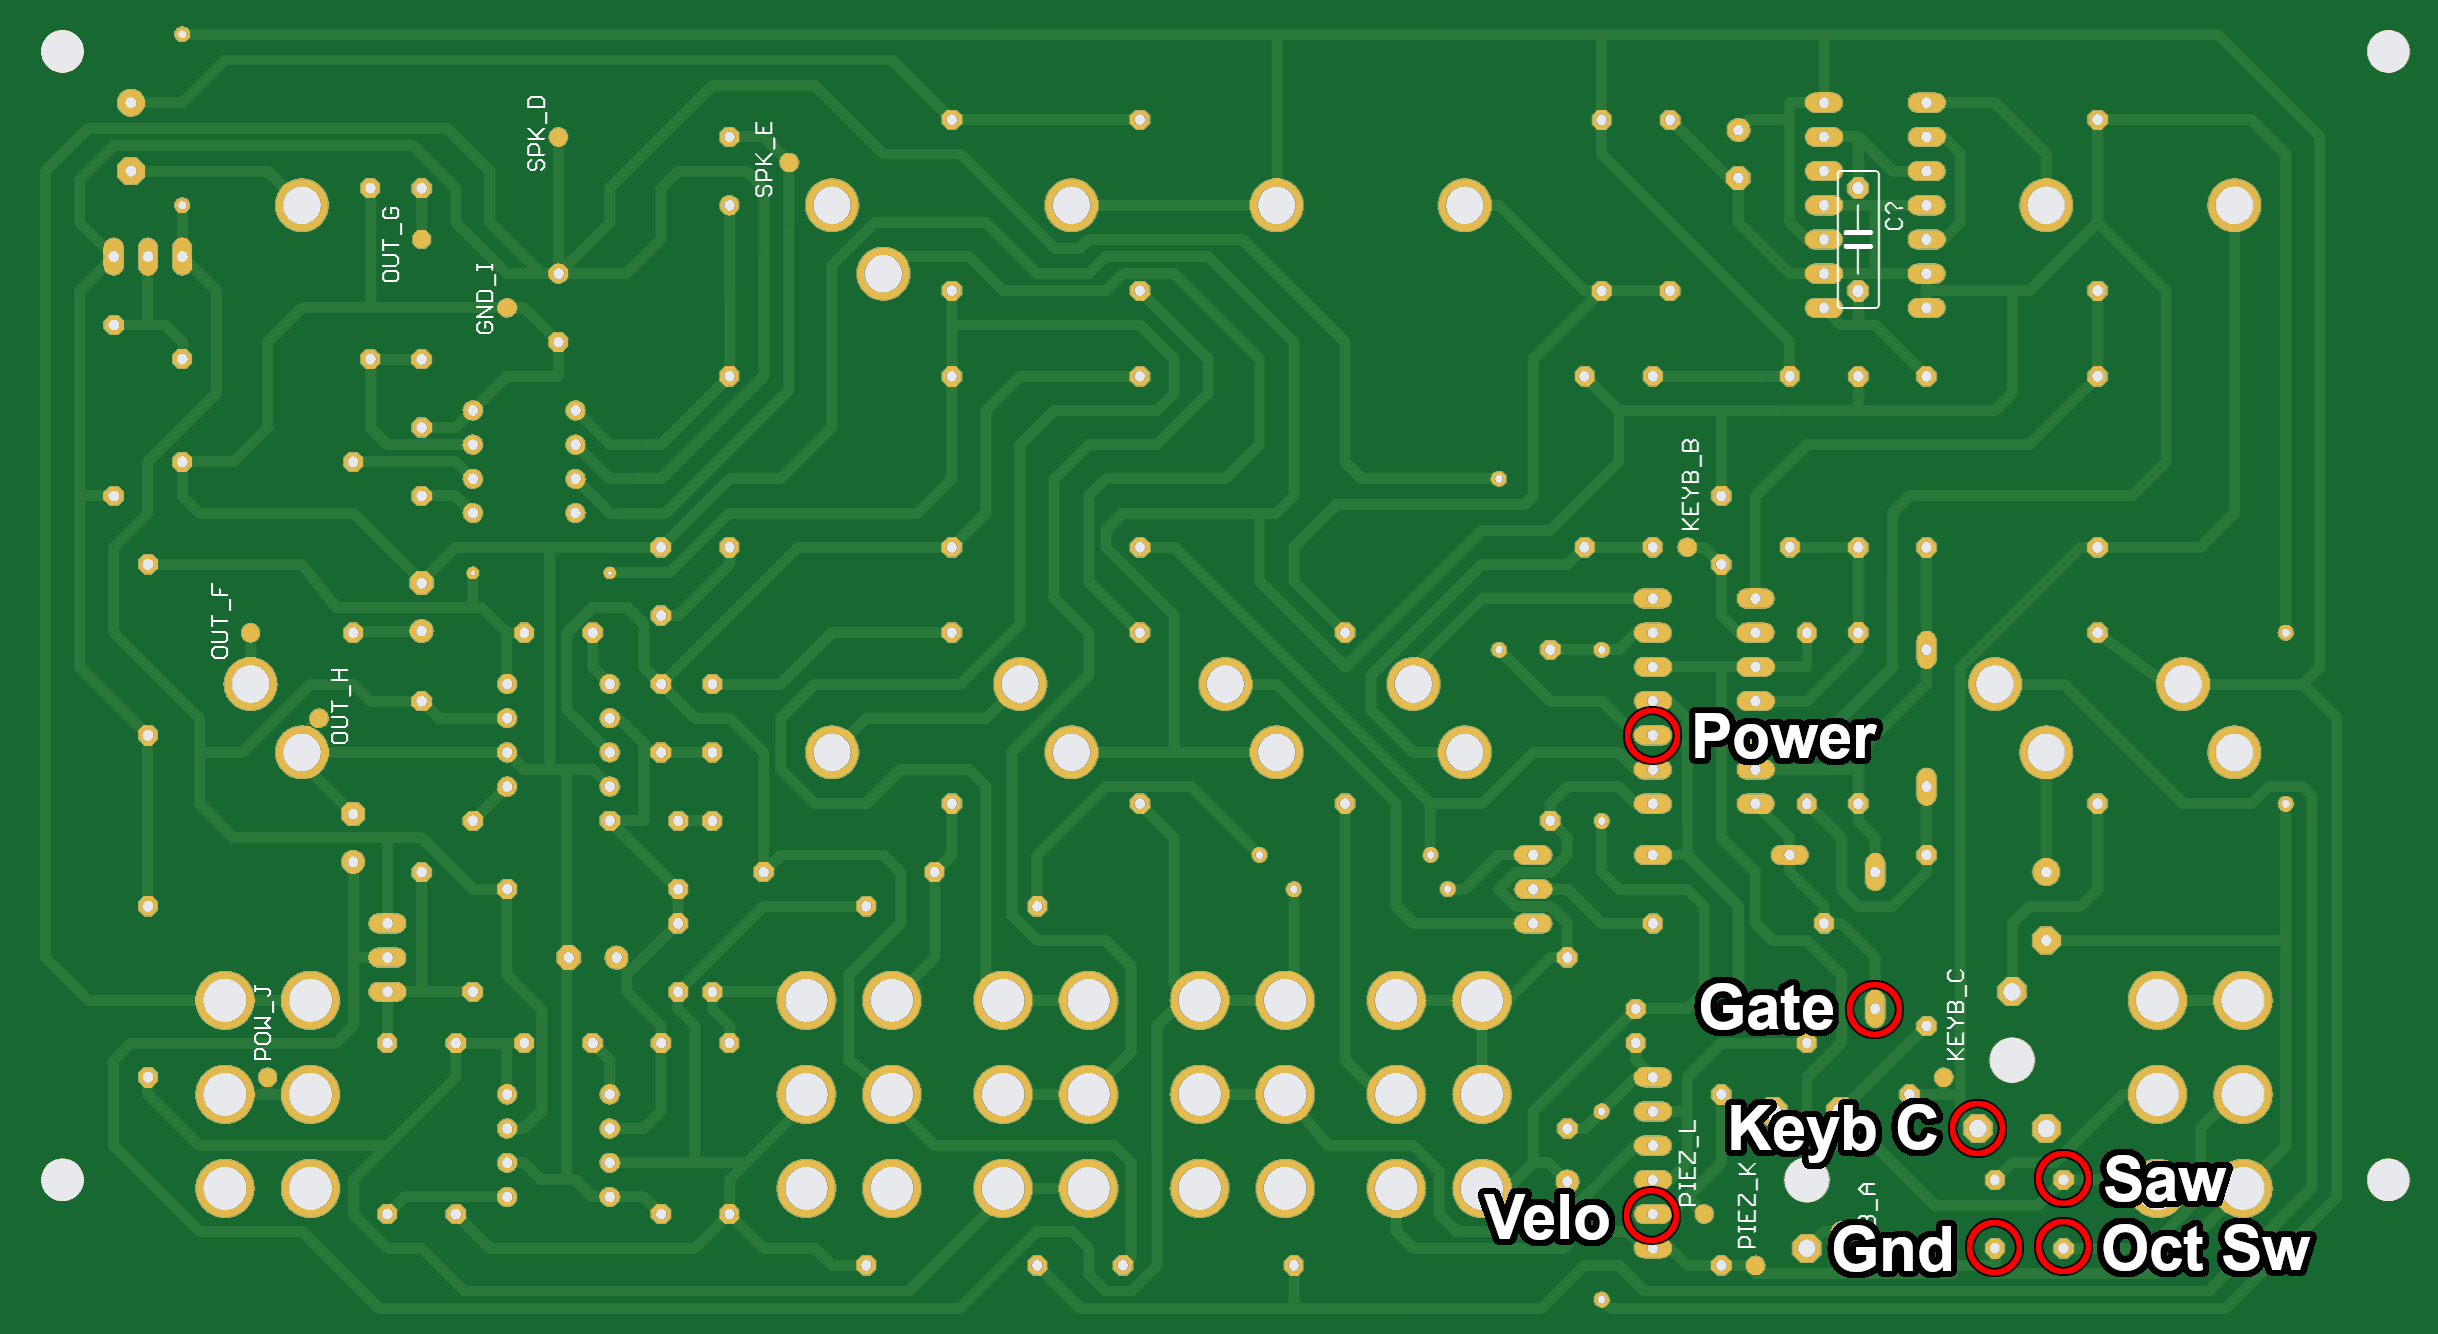 SPK_D
SPK_E
OUT_G
C?
GND_I
KEYB_B
OUT_F
OUT_H
Power
POW_J
Gate
KEYB_C
Keyb C
PIEZ_L
PIEZ_K
Saw
Velo
Gnd
Oct Sw